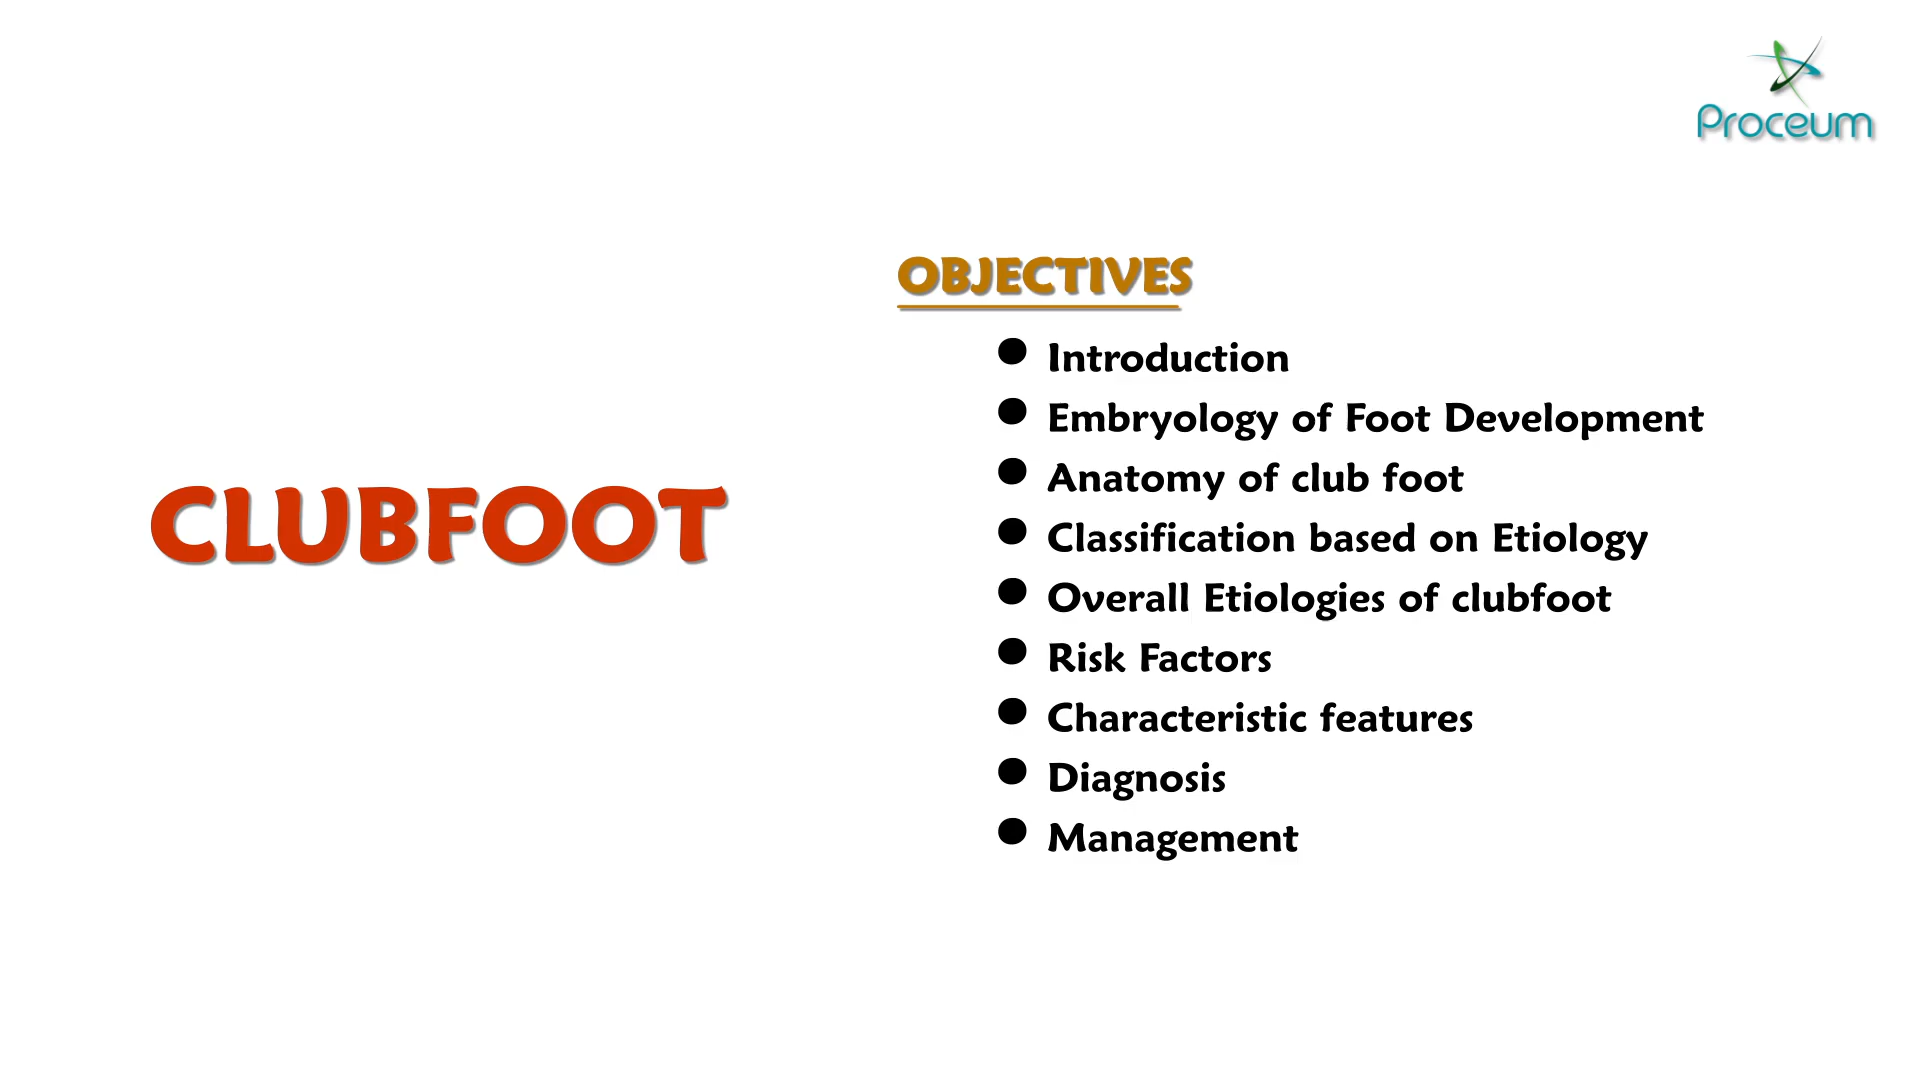 Proceum
CLUBFOOT
OBJECTIVES
● Introduction
● Embryology of Foot Development
● Anatomy of club foot
● Classification based on Etiology
● Overall Etiologies of clubfoot
● Risk Factors
● Characteristic features
● Diagnosis
● Management